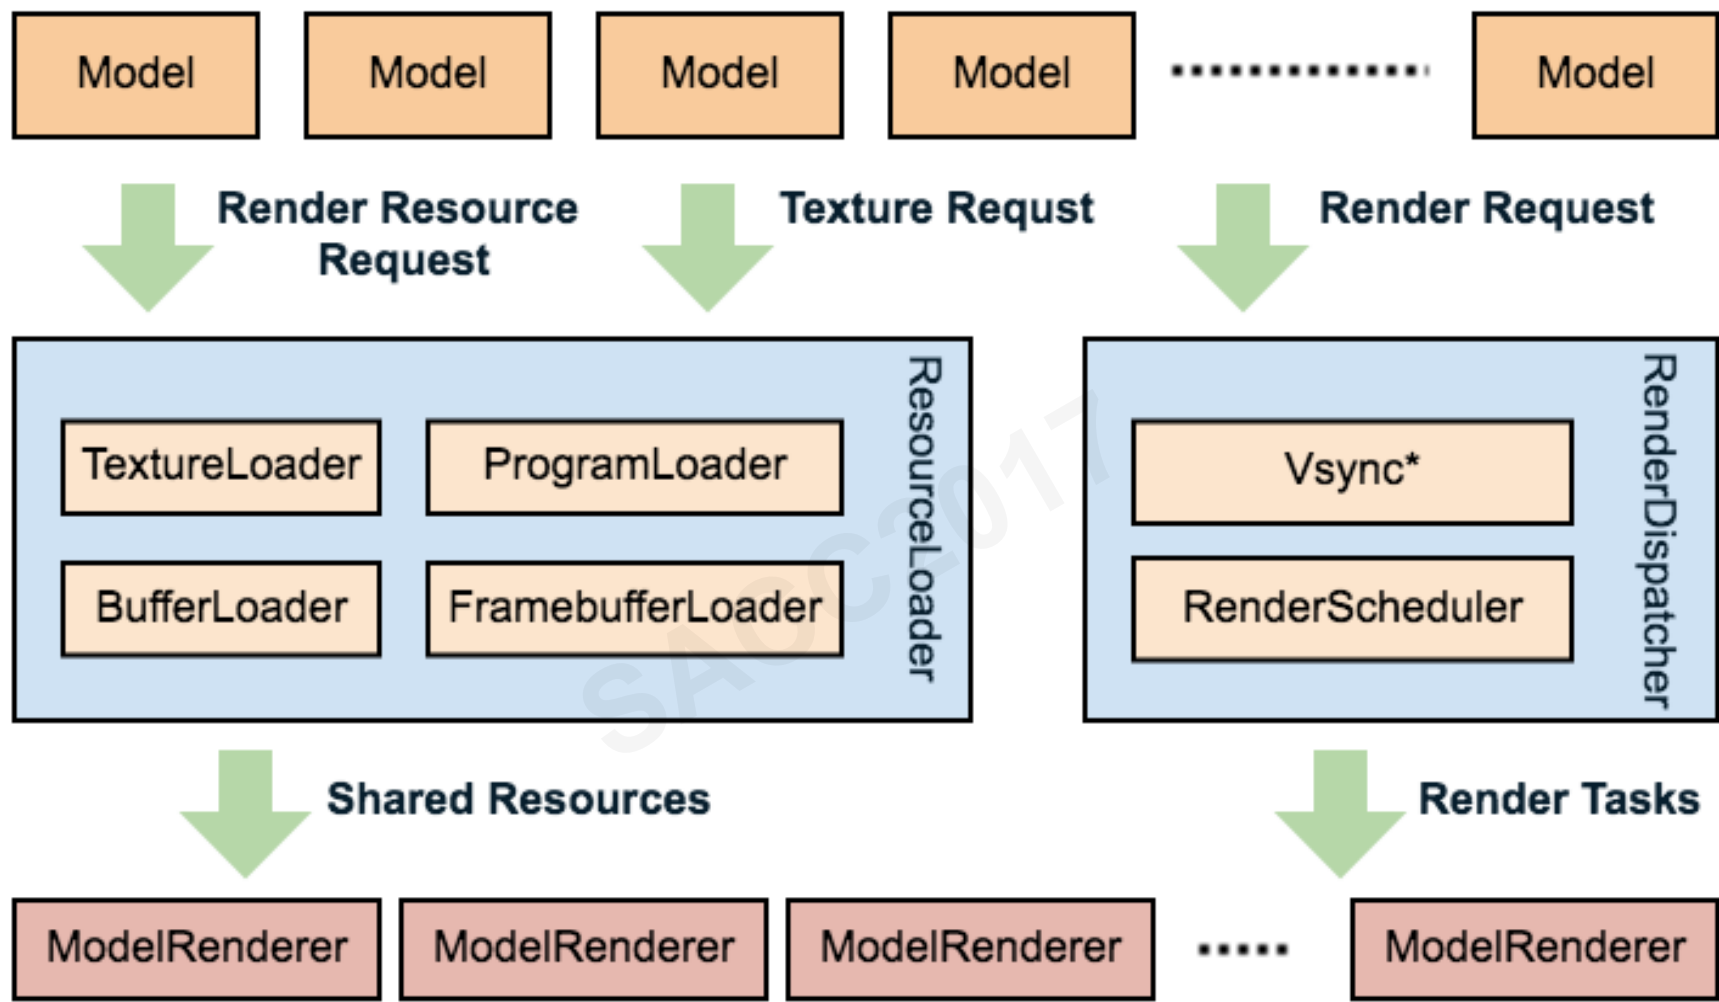 Model Model Model Model Model
Render Resource
Request
Texture Requst
Render Request
TextureLoader ProgramLoader
BufferLoader FramebufferLoader
ResourceLoader
Vsync*
RenderScheduler
RenderDispatcher
SACC2017
Shared Resources
Render Tasks
ModelRenderer ModelRenderer ModelRenderer ModelRenderer